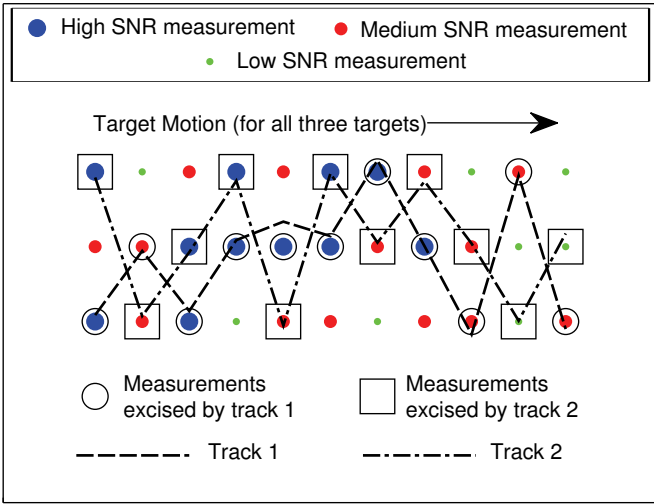 High SNR measurement
Medium SNR measurement
Low SNR measurement
Target Motion (for all three targets)
Measurements
excised by track 1
Measurements
excised by track 2
Track 1
Track 2